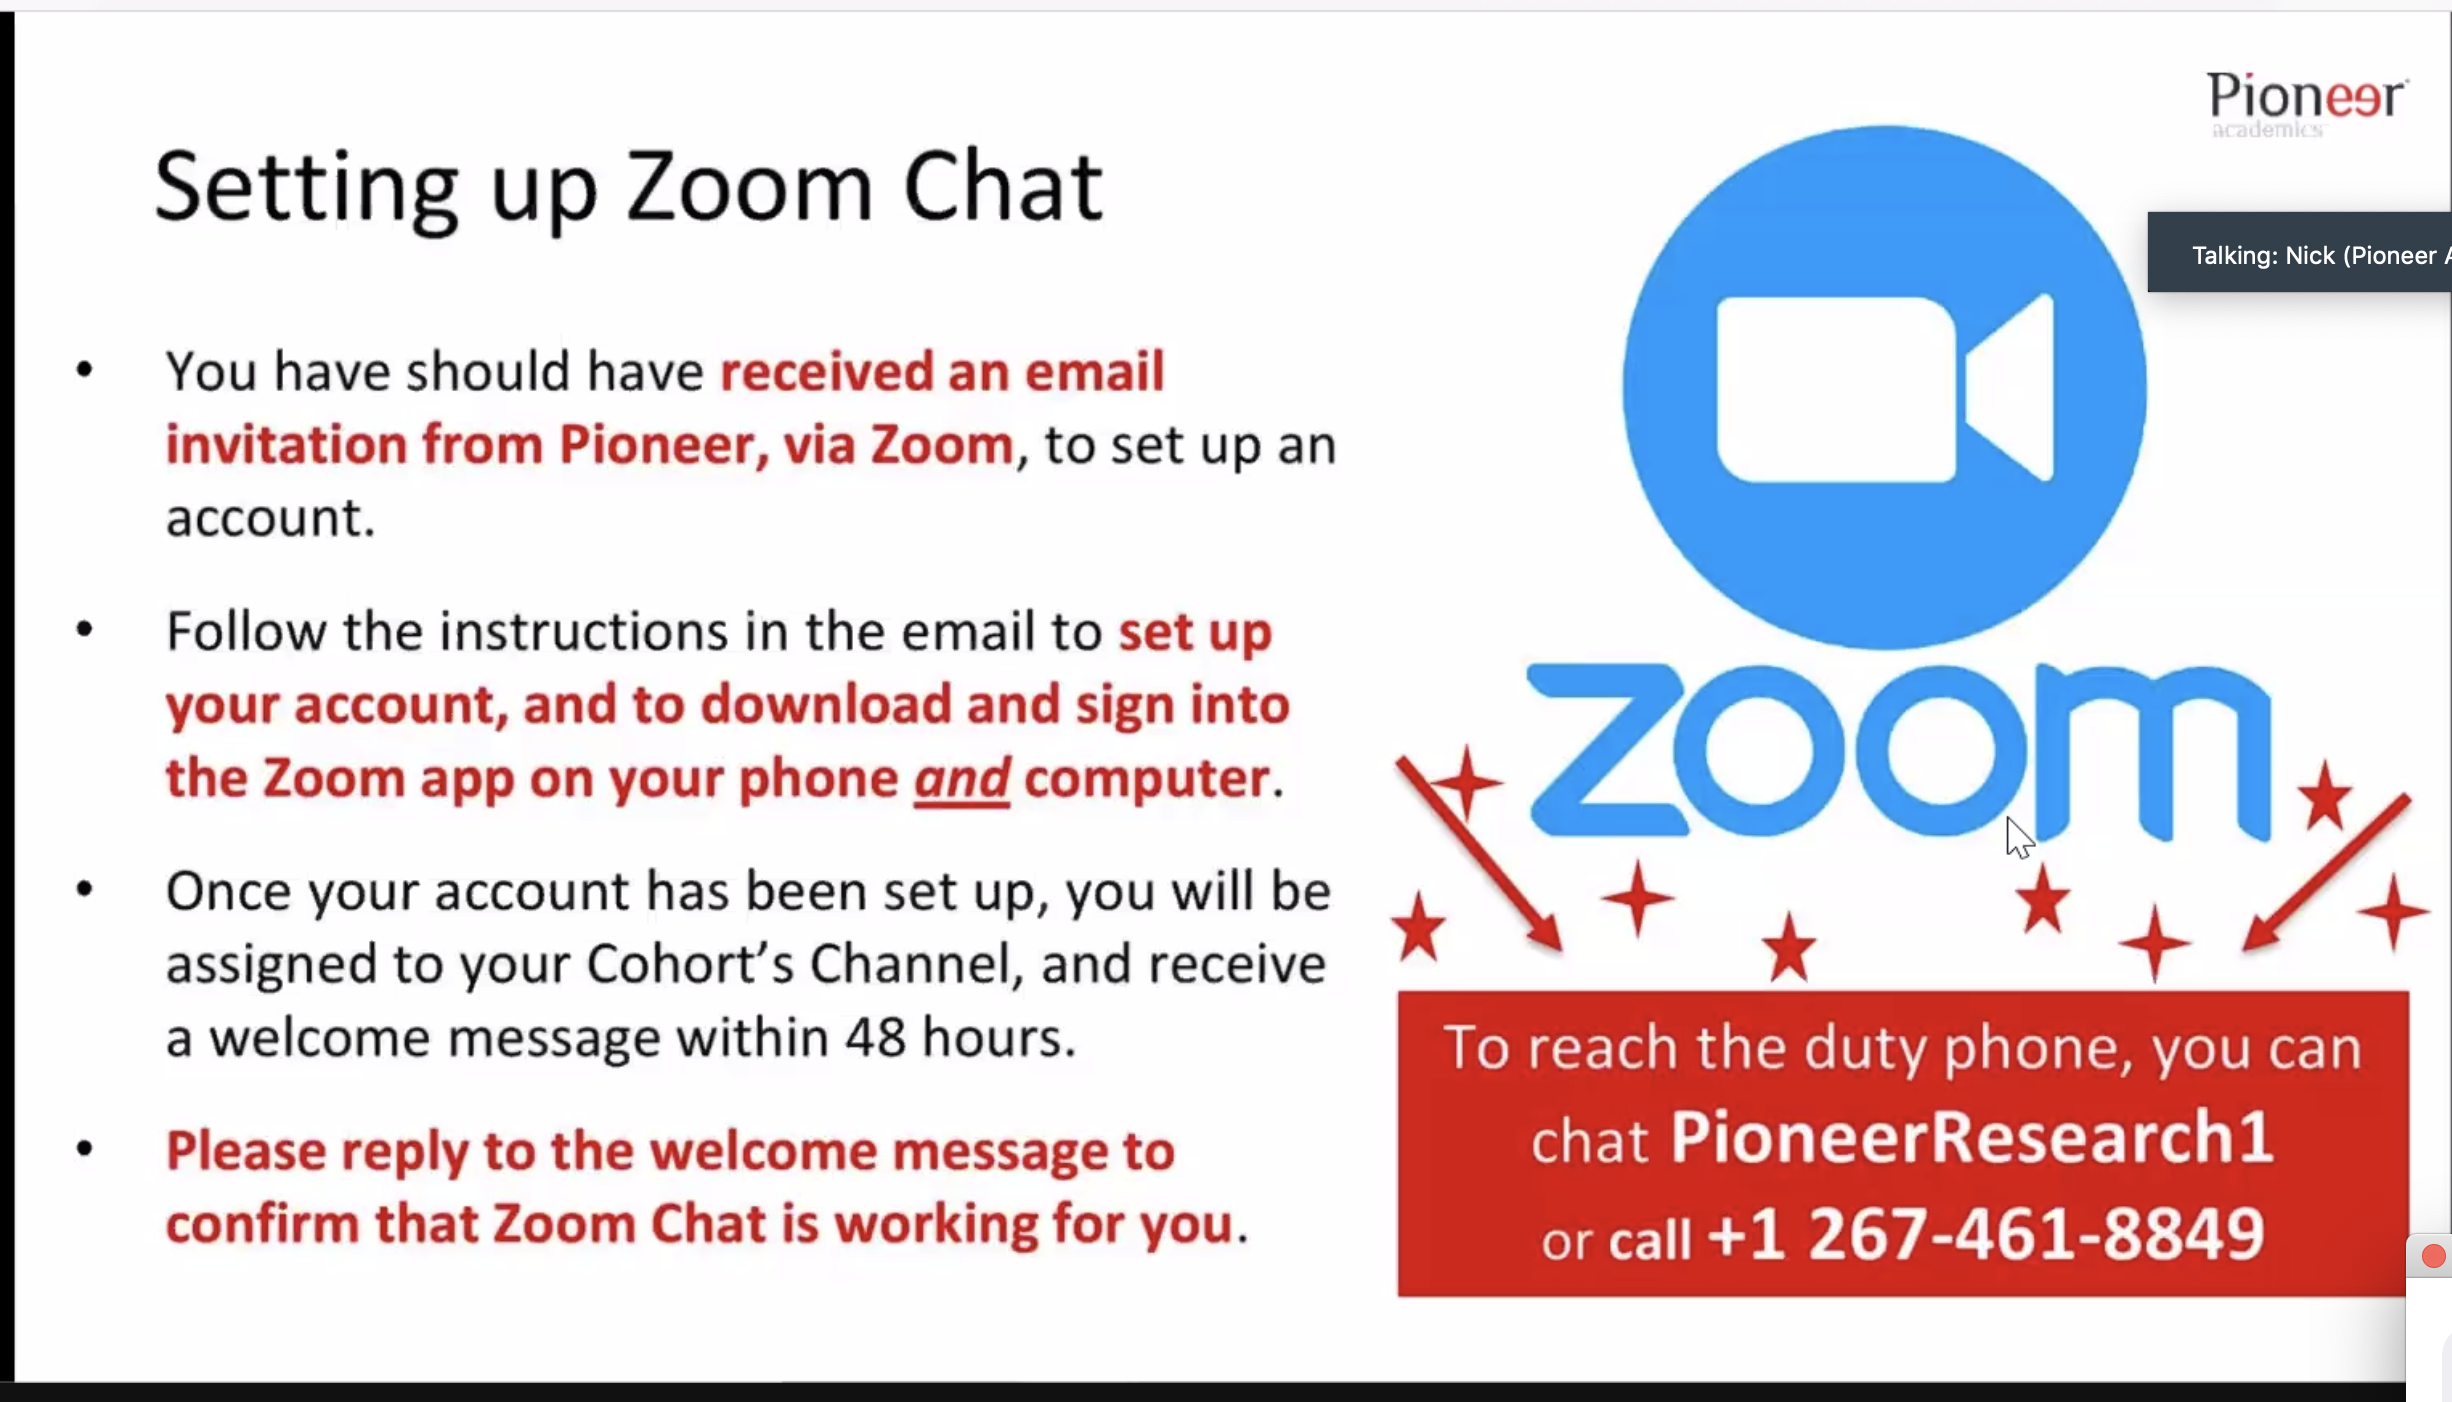 Pioneer
academics
Setting up Zoom Chat
Talking: Nick (Pioneer
• You have should have received an email
invitation from Pioneer, via Zoom, to set up an
account.
• Follow the instructions in the email to set up
your account, and to download and sign into
the Zoom app on your phone and computer.
• Once your account has been set up, you will be
assigned to your Cohort’s Channel, and receive
a welcome message within 48 hours.
• Please reply to the welcome message to
confirm that Zoom Chat is working for you.
zoom
To reach the duty phone, you can
chat PioneerResearch1
or call +1 267-461-8849